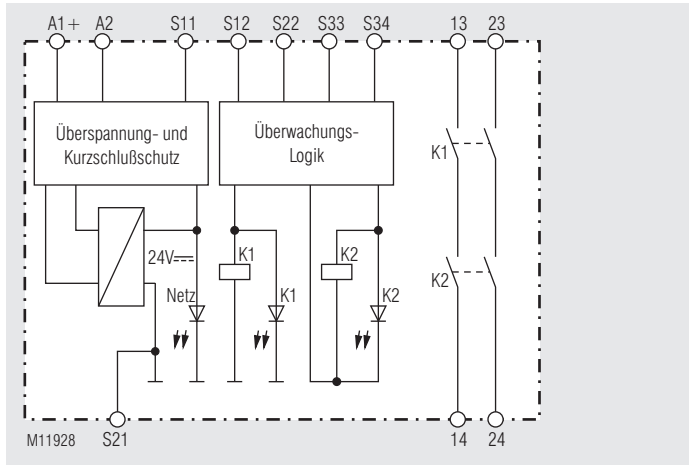 A1+ A2 S11 S12 S22 S33 S34 13 23
Überspannung- und
Kurzschlußschutz
Überwachungs-
Logik
K1
24V K1 K2
K2
Netz K1 K2
M11928 S21 14 24